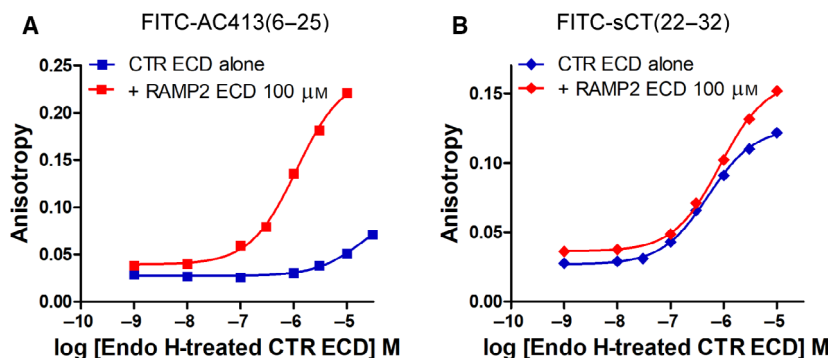 A
FITC-AC413(6–25)
CTR ECD alone
+ RAMP2 ECD 100 μM
Anisotropy
0.25
0.20
0.15
0.10
0.05
0.00
–10 –9 –8 –7 –6 –5
log [Endo H-treated CTR ECD] M
B
FITC-sCT(22–32)
CTR ECD alone
+ RAMP2 ECD 100 μM
Anisotropy
0.15
0.10
0.05
0.00
–10 –9 –8 –7 –6 –5
log [Endo H-treated CTR ECD] M